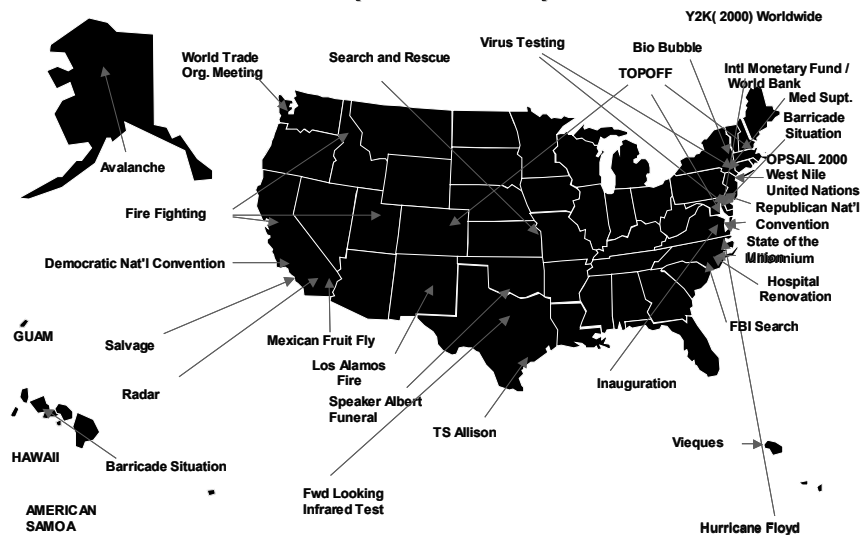 Y2K( 2000) Worldwide
World Trade
Org. Meeting
Search and Rescue
Virus Testing
Bio Bubble
TOPOFF
Intl Monetary Fund /
World Bank
Med Supt.
Barricade
Situation
OPSAIL 2000
West Nile
United Nations
Republican Nat'l
Convention
State of the
Union
Millennium
Hospital
Renovation
FBI Search
Avalanche
Fire Fighting
Democratic Nat'l Convention
Salvage
Radar
Mexican Fruit Fly
Los Alamos
Fire
Speaker Albert
Funeral
TS Allison
Inauguration
Fwd Looking
Infrared Test
Vieques
Hurricane Floyd
GUAM
HAWAII
Barricade Situation
AMERICAN
SAMOA